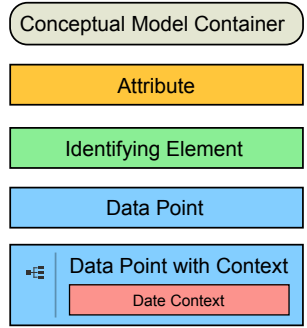 Conceptual Model Container
Attribute
Identifying Element
Data Point
Data Point with Context
Date Context